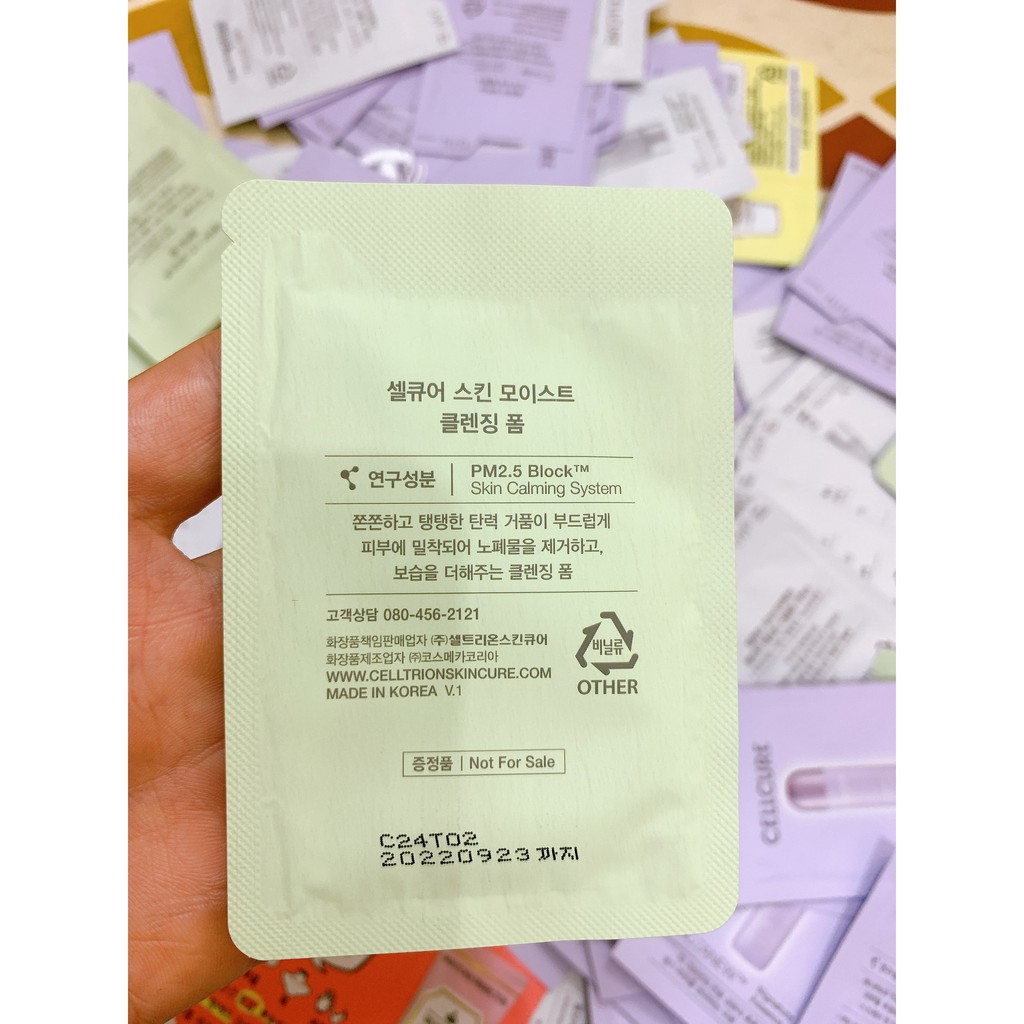 셀큐어 스킨 모이스트
클렌징 폼
연구성분
PM2.5 Block™
Skin Calming System
쫀쫀하고 탱탱한 탄력 거품이 부드럽게
피부에 밀착되어 노폐물을 제거하고,
보습을 더해주는 클렌징 폼
고객상담 080-456-2121
화장품책임판매업자 (주)셀트리온스킨큐어
화장품제조업자 ㈜코스메카코리아
WWW.CELLTRIONSKINCURE.COM
MADE IN KOREA V.1
비닐류
OTHER
증정품 | Not For Sale
C24T02
20220923 까지
CELLCURE